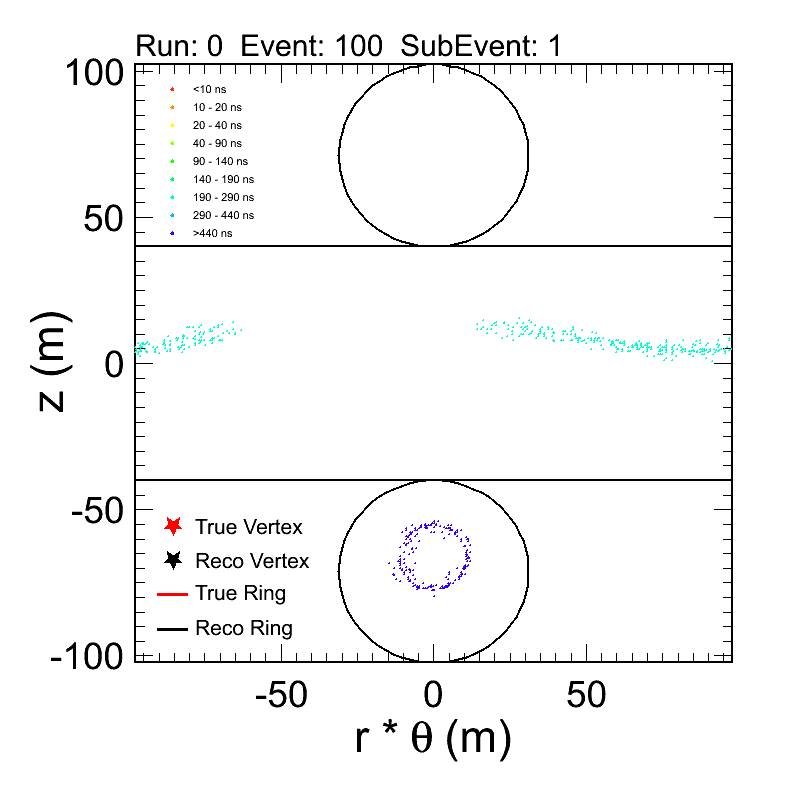 Run: 0  Event: 100  SubEvent: 1
100
<10 ns
10 - 20 ns
20 - 40 ns
40 - 90 ns
90 - 140 ns
140 - 190 ns
190 - 290 ns
290 - 440 ns
>440 ns
50
z (m)
0
-50
True Vertex
Reco Vertex
True Ring
Reco Ring
-100
-50 0 50
r * θ (m)